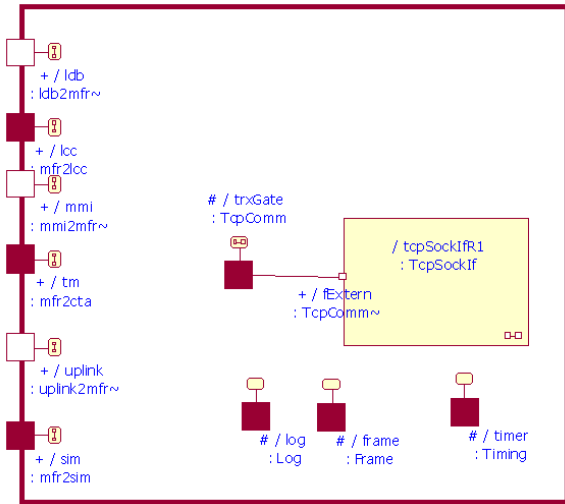 + / ldb
: ldb2mfr~
+ / lcc
: mfr2lcc
+ / mmi
: mmi2mfr~
+ / tm
: mfr2cta
+ / uplink
: uplink2mfr~
+ / sim
: mfr2sim
# / trxGate
: TcpComm
/ tcpSockIfR1
: TcpSockIf
+ / fExtern
: TcpComm~
# / log
: Log
# / frame
: Frame
# / timer
: Timing